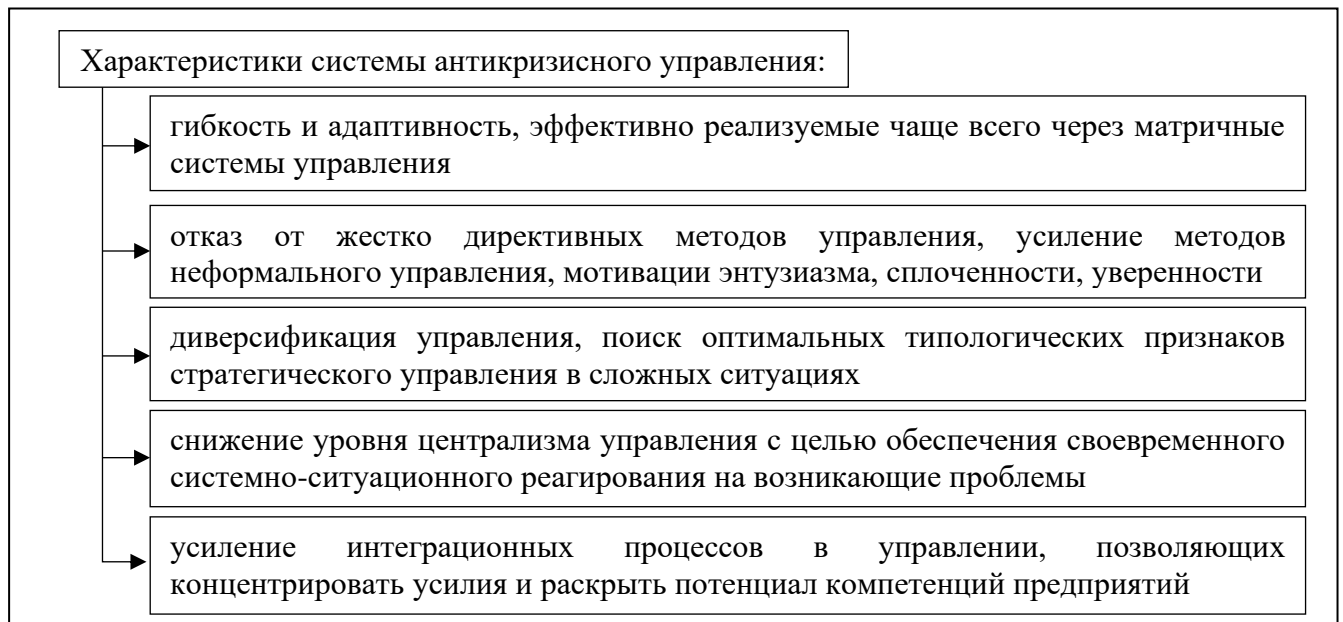 Характеристики системы антикризисного управления:
гибкость и адаптивность, эффективно реализуемые чаще всего через матричные
системы управления
отказ от жестко директивных методов управления, усиление методов
неформального управления, мотивации энтузиазма, сплоченности, уверенности
диверсификация управления, поиск оптимальных типологических признаков
стратегического управления в сложных ситуациях
снижение уровня централизма управления с целью обеспечения своевременного
системно-ситуационного реагирования на возникающие проблемы
усиление интеграционных процессов в управлении, позволяющих
концентрировать усилия и раскрыть потенциал компетенций предприятий